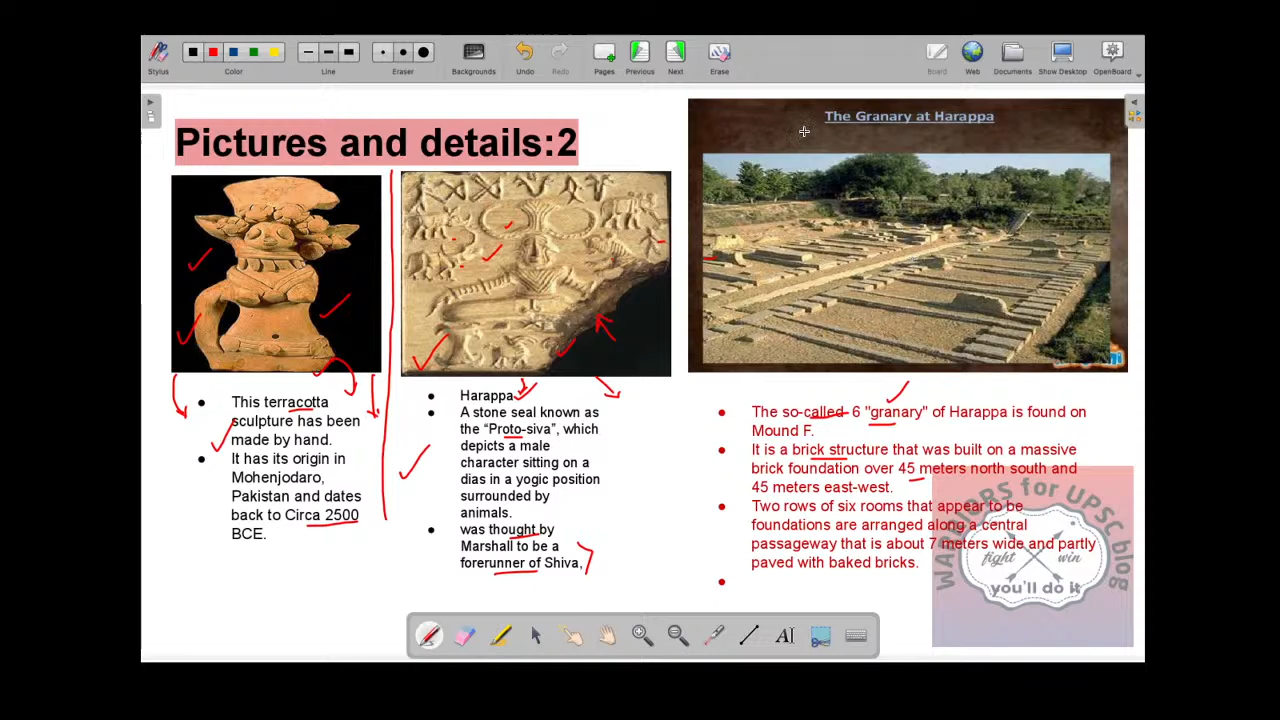 Stylus
Color
Line
Eraser
Backgrounds
Undo
Redo
Pages
Previous
Next
Erase
Board
Web
Documents
Show Desktop
OpenBoard
Pictures and details:2
The Granary at Harappa
● This terracotta
sculpture has been
made by hand.
● It has its origin in
Mohenjodaro,
Pakistan and dates
back to Circa 2500
BCE.
● Harappa
● A stone seal known as
the “Proto-siva”, which
depicts a male
character sitting on a
dias in a yogic position
surrounded by
animals.
● was thought by
Marshall to be a
forerunner of Shiva,
● The so-called 6 "granary" of Harappa is found on
Mound F.
● It is a brick structure that was built on a massive
brick foundation over 45 meters north south and
45 meters east-west.
● Two rows of six rooms that appear to be
foundations are arranged along a central
passageway that is about 7 meters wide and partly
paved with baked bricks.
●
WARRIORS for UPSC blog
fight win
you'll do it
AI